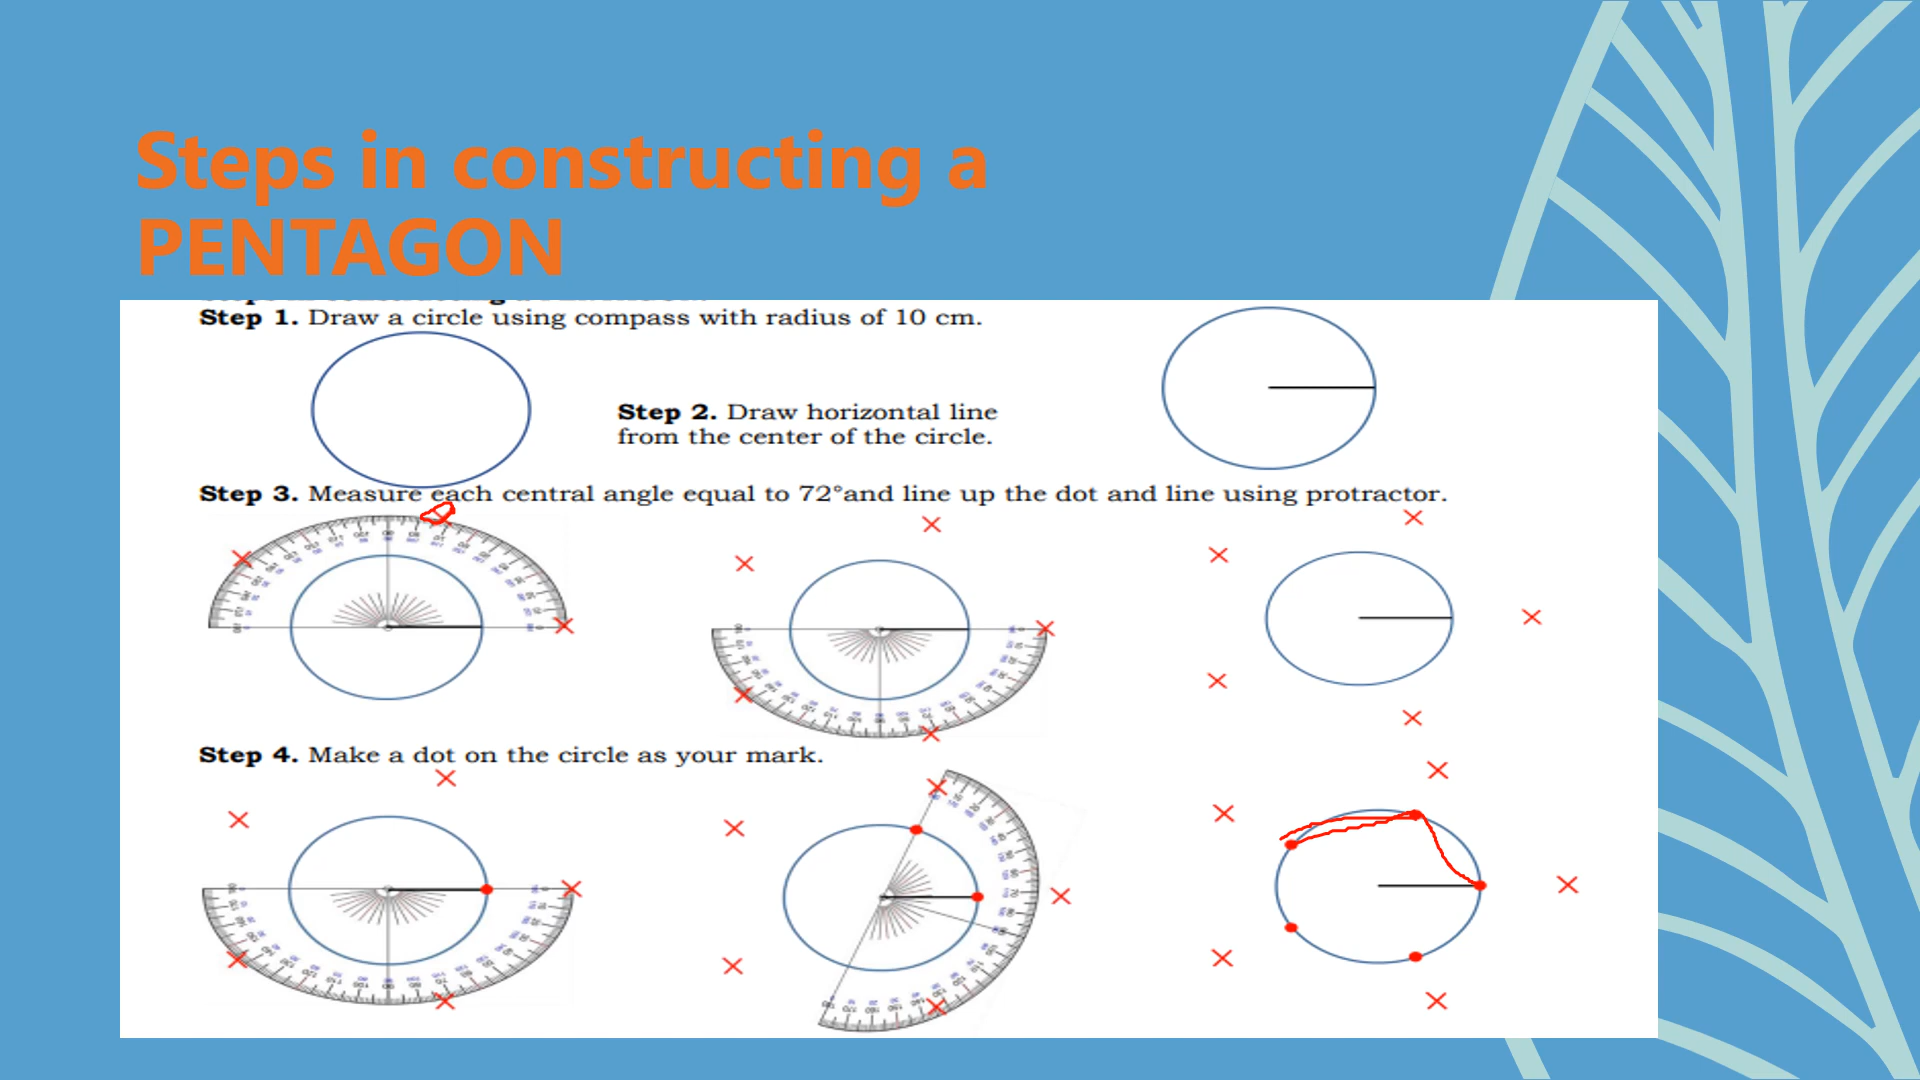 Steps in constructing a
PENTAGON
Step 1. Draw a circle using compass with radius of 10 cm.
Step 2. Draw horizontal line
from the center of the circle.
Step 3. Measure each central angle equal to 72°and line up the dot and line using protractor.
Step 4. Make a dot on the circle as your mark.